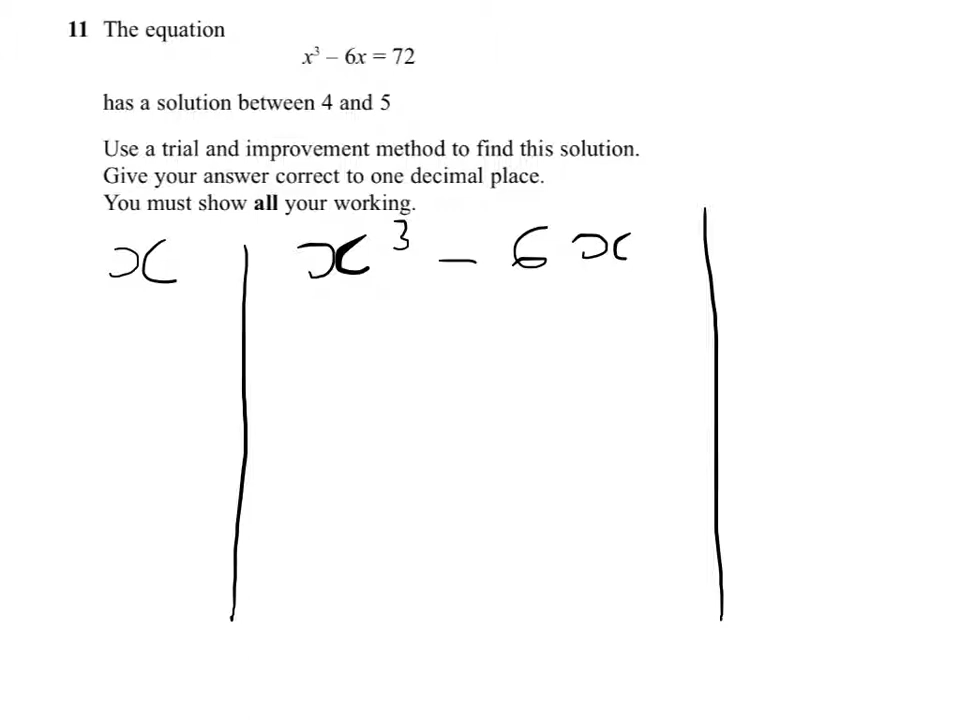 11 The equation
x³ – 6x = 72
has a solution between 4 and 5
Use a trial and improvement method to find this solution.
Give your answer correct to one decimal place.
You must show all your working.
x x³ – 6x